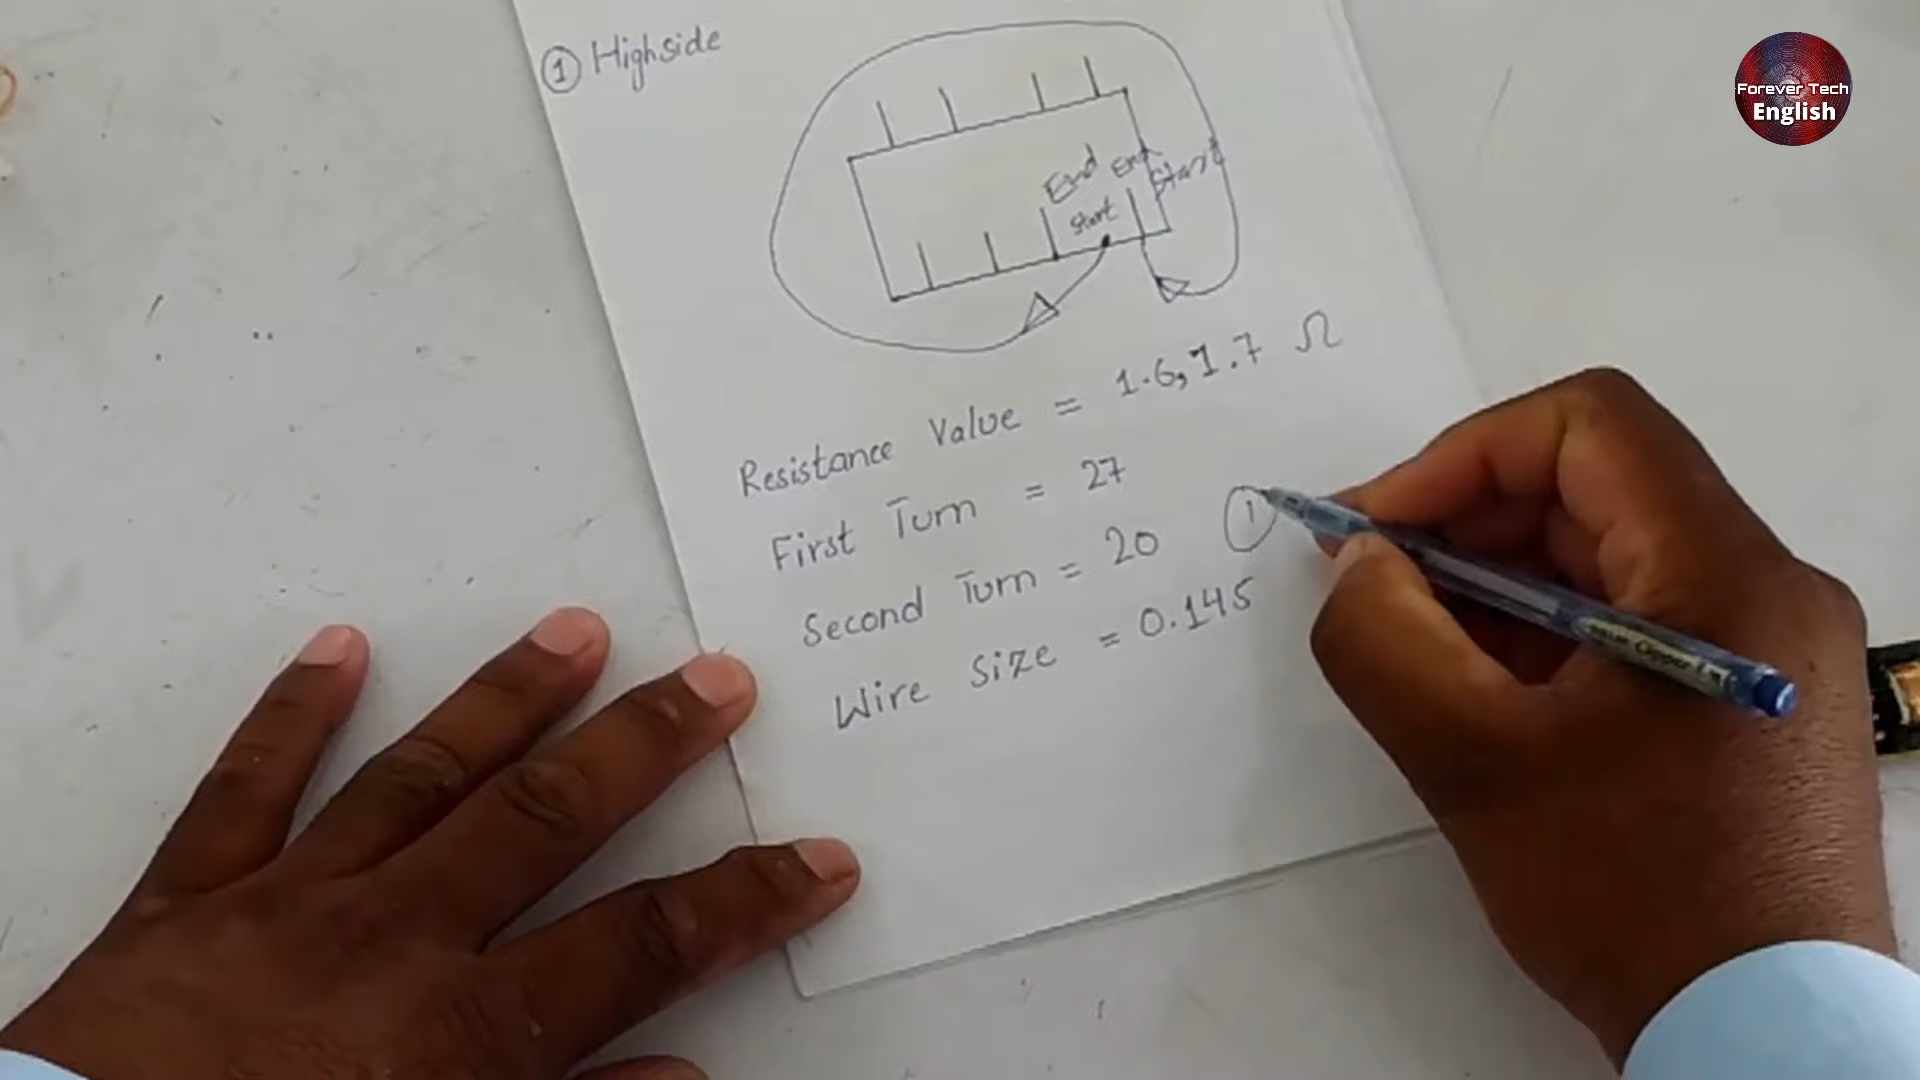 ① Highside
Forever Tech
English
End End Start
Start
Resistance Value = 1.6, 1.7 Ω
First Turn = 27
Second Turn = 20 ①
Wire Size = 0.145